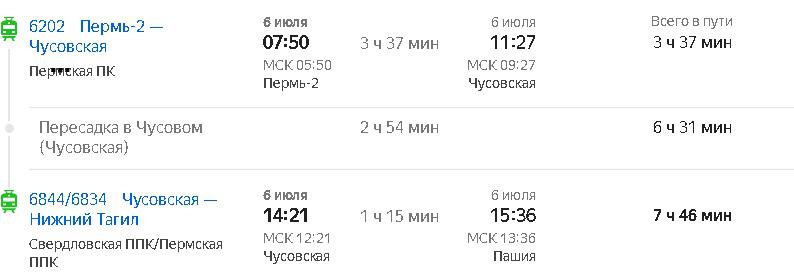 6202 Пермь-2 —
Чусовская
Пермская ПК
6 июля
07:50
МСК 05:50
Пермь-2
3 ч 37 мин
6 июля
11:27
МСК 09:27
Чусовская
Всего в пути
3 ч 37 мин
Пересадка в Чусовом
(Чусовская)
2 ч 54 мин
6 ч 31 мин
6844/6834 Чусовская —
Нижний Тагил
Свердловская ППК/Пермская
ППК
6 июля
14:21
МСК 12:21
Чусовская
1 ч 15 мин
6 июля
15:36
МСК 13:36
Пашия
7 ч 46 мин